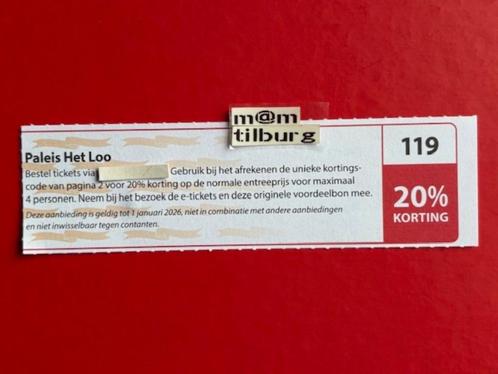 m@m
tilburg
Paleis Het Loo
Bestel tickets via Gebruik bij het afrekenen de unieke kortings-
code van pagina 2 voor 20% korting op de normale entreeprijs voor maximaal
4 personen. Neem bij het bezoek de e-tickets en deze originele voordeelbon mee.
Deze aanbieding is geldig tot 1 januari 2026, niet in combinatie met andere aanbiedingen
en niet inwisselbaar tegen contanten.
119
20%
KORTING